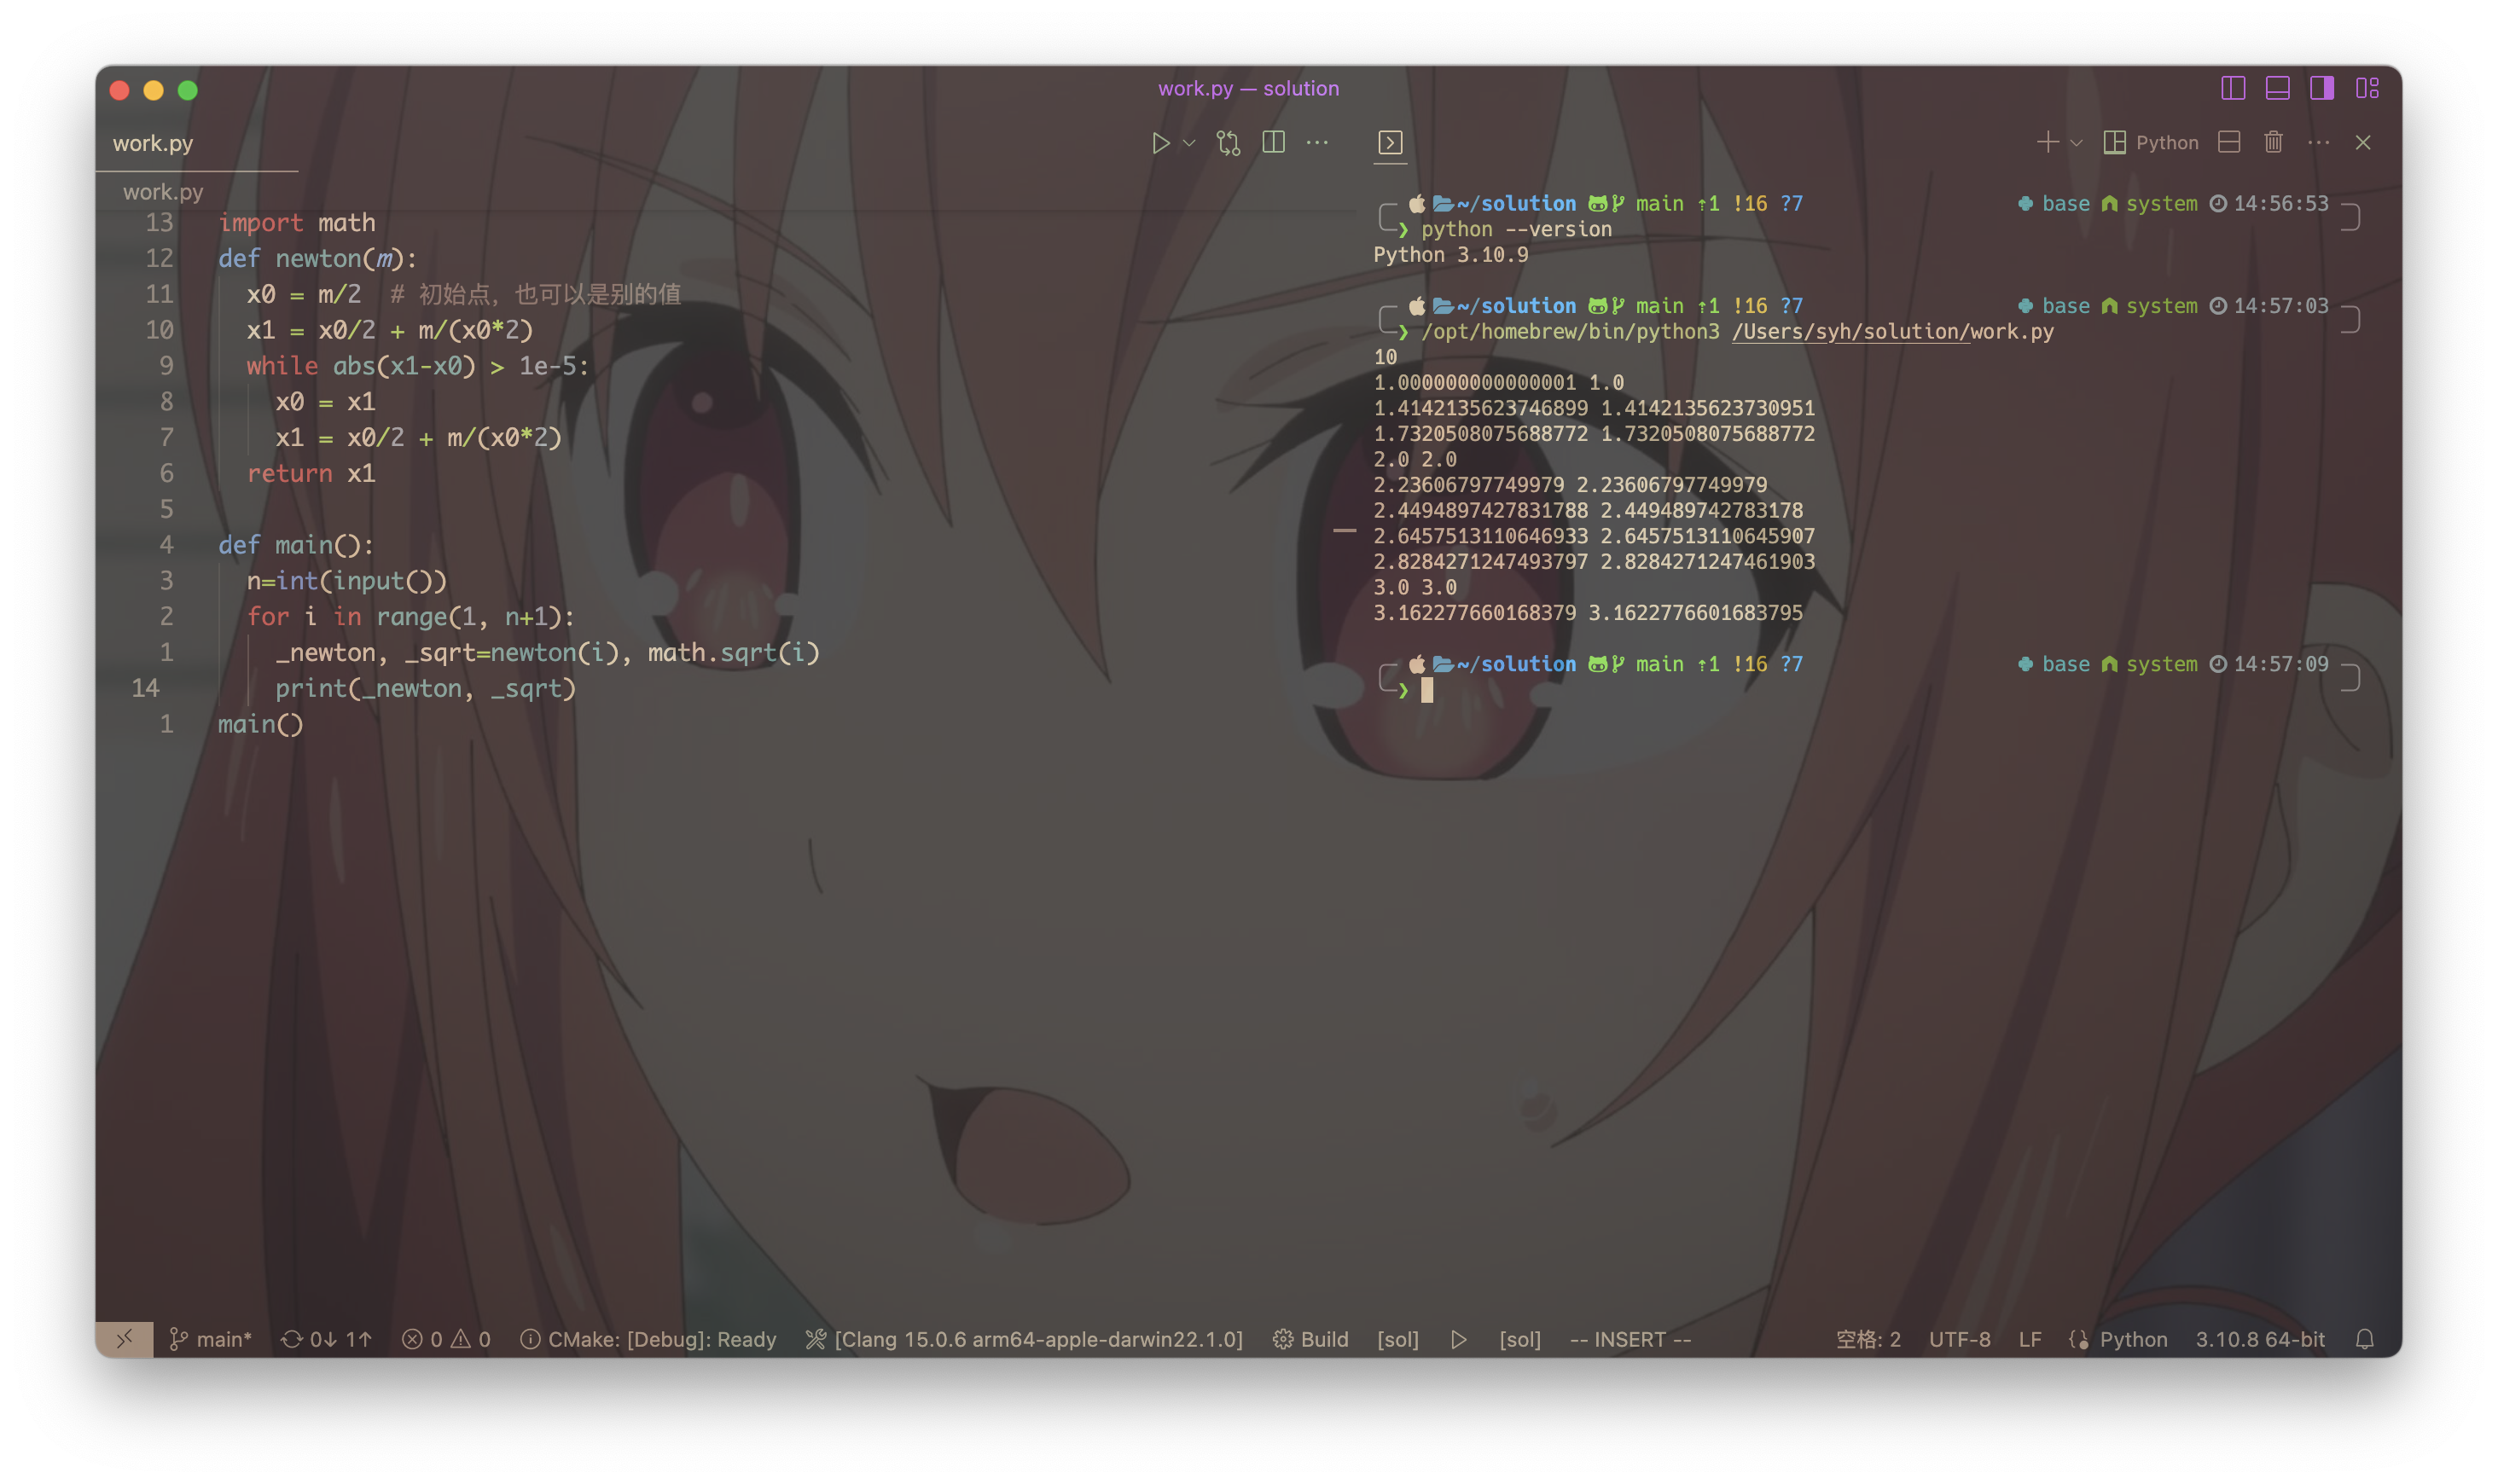 work.py — solution
work.py
Python
work.py
13 import math
12 def newton(m):
11 x0 = m/2 # 初始点，也可以是别的值
10 x1 = x0/2 + m/(x0*2)
9 while abs(x1-x0) > 1e-5:
8 x0 = x1
7 x1 = x0/2 + m/(x0*2)
6 return x1
5
4 def main():
3 n=int(input())
2 for i in range(1, n+1):
1 _newton, _sqrt=newton(i), math.sqrt(i)
14 print(_newton, _sqrt)
1 main()
~/solution main ⇡1 !16 ?7 base system 14:56:53
❯ python --version
Python 3.10.9
~/solution main ⇡1 !16 ?7 base system 14:57:03
❯ /opt/homebrew/bin/python3 /Users/syh/solution/work.py
10
1.000000000000001 1.0
1.4142135623746899 1.4142135623730951
1.7320508075688772 1.7320508075688772
2.0 2.0
2.23606797749979 2.23606797749979
2.4494897427831788 2.449489742783178
2.6457513110646933 2.6457513110645907
2.8284271247493797 2.8284271247461903
3.0 3.0
3.162277660168379 3.1622776601683795
~/solution main ⇡1 !16 ?7 base system 14:57:09
❯
main* 0↓ 1↑ 0 0 CMake: [Debug]: Ready [Clang 15.0.6 arm64-apple-darwin22.1.0] Build [sol] [sol] -- INSERT -- 空格: 2 UTF-8 LF Python 3.10.8 64-bit